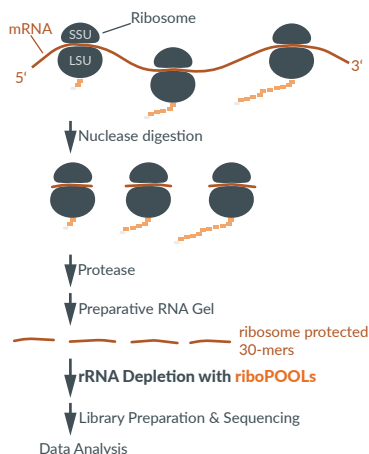 Ribosome
mRNA
SSU
LSU
5‘
3‘
Nuclease digestion
Protease
Preparative RNA Gel
ribosome protected
30-mers
rRNA Depletion with riboPOOLs
Library Preparation & Sequencing
Data Analysis